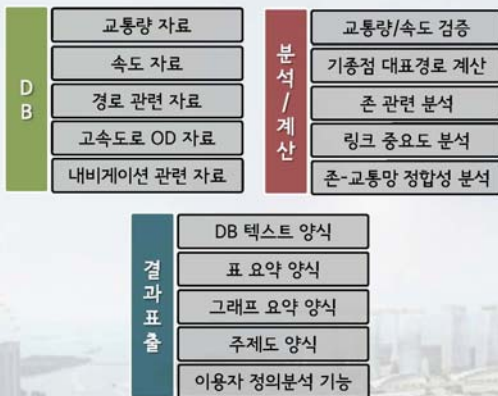 DB
교통량 자료
속도 자료
경로 관련 자료
고속도로 OD 자료
내비게이션 관련 자료
분석/계산
교통량/속도 검증
기종점 대표경로 계산
존 관련 분석
링크 중요도 분석
존-교통망 정합성 분석
결과표출
DB 텍스트 양식
표 요약 양식
그래프 요약 양식
주제도 양식
이용자 정의분석 기능